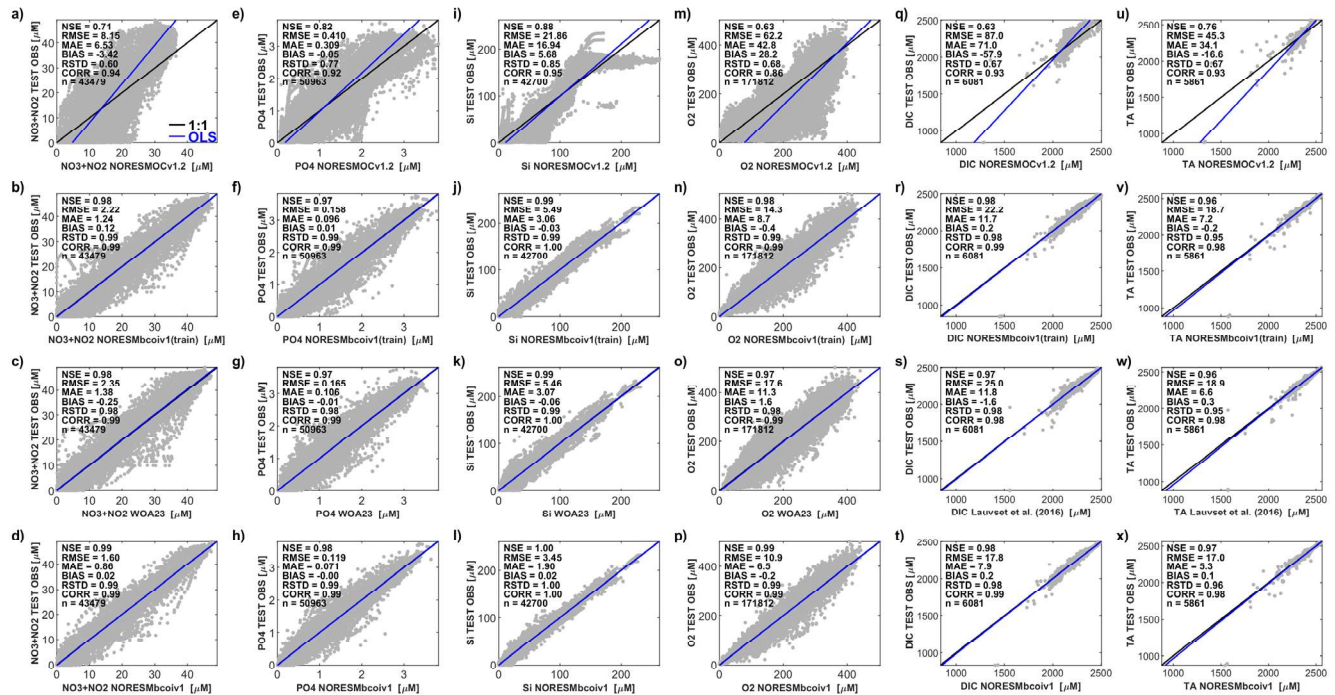 a)
NSE = 0.71
RMSE = 8.15
MAE = 6.53
BIAS = -3.42
RSTD = 0.60
CORR = 0.94
n = 43479
1:1
OLS
NO3+NO2 TEST OBS [μM]
NO3+NO2 NORESMOCv1.2 [μM]
e)
NSE = 0.82
RMSE = 0.410
MAE = 0.309
BIAS = -0.05
RSTD = 0.77
CORR = 0.92
n = 50963
PO4 TEST OBS [μM]
PO4 NORESMOCv1.2 [μM]
i)
NSE = 0.88
RMSE = 21.86
MAE = 16.94
BIAS = 5.68
RSTD = 0.85
CORR = 0.95
n = 42700
Si TEST OBS [μM]
Si NORESMOCv1.2 [μM]
m)
NSE = 0.63
RMSE = 62.2
MAE = 42.8
BIAS = 28.2
RSTD = 0.68
CORR = 0.86
n = 171812
O2 TEST OBS [μM]
O2 NORESMOCv1.2 [μM]
q)
NSE = 0.63
RMSE = 87.0
MAE = 71.0
BIAS = -57.9
RSTD = 0.67
CORR = 0.93
n = 6081
DIC TEST OBS [μM]
DIC NORESMOCv1.2 [μM]
u)
NSE = 0.76
RMSE = 45.3
MAE = 34.1
BIAS = -16.6
RSTD = 0.67
CORR = 0.93
n = 5861
TA TEST OBS [μM]
TA NORESMOCv1.2 [μM]
b)
NSE = 0.98
RMSE = 2.22
MAE = 1.24
BIAS = 0.12
RSTD = 0.99
CORR = 0.99
n = 43479
NO3+NO2 TEST OBS [μM]
NO3+NO2 NORESMbcoiv1(train) [μM]
f)
NSE = 0.97
RMSE = 0.158
MAE = 0.096
BIAS = 0.01
RSTD = 0.99
CORR = 0.99
n = 50963
PO4 TEST OBS [μM]
PO4 NORESMbcoiv1(train) [μM]
j)
NSE = 0.99
RMSE = 5.49
MAE = 3.06
BIAS = -0.03
RSTD = 0.99
CORR = 1.00
n = 42700
Si TEST OBS [μM]
Si NORESMbcoiv1(train) [μM]
n)
NSE = 0.98
RMSE = 14.3
MAE = 8.7
BIAS = -0.4
RSTD = 0.99
CORR = 0.99
n = 171812
O2 TEST OBS [μM]
O2 NORESMbcoiv1(train) [μM]
r)
NSE = 0.98
RMSE = 22.2
MAE = 11.7
BIAS = 0.2
RSTD = 0.98
CORR = 0.99
n = 6081
DIC TEST OBS [μM]
DIC NORESMbcoiv1(train) [μM]
v)
NSE = 0.96
RMSE = 18.7
MAE = 7.2
BIAS = -0.2
RSTD = 0.95
CORR = 0.98
n = 5861
TA TEST OBS [μM]
TA NORESMbcoiv1(train) [μM]
c)
NSE = 0.98
RMSE = 2.35
MAE = 1.38
BIAS = -0.25
RSTD = 0.98
CORR = 0.99
n = 43479
NO3+NO2 TEST OBS [μM]
NO3+NO2 WOA23 [μM]
g)
NSE = 0.97
RMSE = 0.165
MAE = 0.106
BIAS = -0.01
RSTD = 0.98
CORR = 0.99
n = 50963
PO4 TEST OBS [μM]
PO4 WOA23 [μM]
k)
NSE = 0.99
RMSE = 5.46
MAE = 3.07
BIAS = -0.06
RSTD = 0.99
CORR = 1.00
n = 42700
Si TEST OBS [μM]
Si WOA23 [μM]
o)
NSE = 0.97
RMSE = 17.6
MAE = 11.3
BIAS = 1.6
RSTD = 0.98
CORR = 0.99
n = 171812
O2 TEST OBS [μM]
O2 WOA23 [μM]
s)
NSE = 0.97
RMSE = 25.0
MAE = 11.8
BIAS = -1.6
RSTD = 0.98
CORR = 0.98
n = 6081
DIC TEST OBS [μM]
DIC Lauvset et al. (2016) [μM]
w)
NSE = 0.96
RMSE = 18.9
MAE = 6.6
BIAS = 0.3
RSTD = 0.95
CORR = 0.98
n = 5861
TA TEST OBS [μM]
TA Lauvset et al. (2016) [μM]
d)
NSE = 0.99
RMSE = 1.60
MAE = 0.86
BIAS = 0.02
RSTD = 0.99
CORR = 0.99
n = 43479
NO3+NO2 TEST OBS [μM]
NO3+NO2 NORESMbcoiv1 [μM]
h)
NSE = 0.98
RMSE = 0.119
MAE = 0.071
BIAS = -0.00
RSTD = 0.99
CORR = 0.99
n = 50963
PO4 TEST OBS [μM]
PO4 NORESMbcoiv1 [μM]
l)
NSE = 1.00
RMSE = 3.45
MAE = 1.90
BIAS = 0.02
RSTD = 1.00
CORR = 1.00
n = 42700
Si TEST OBS [μM]
Si NORESMbcoiv1 [μM]
p)
NSE = 0.99
RMSE = 10.9
MAE = 6.5
BIAS = -0.2
RSTD = 0.99
CORR = 0.99
n = 171812
O2 TEST OBS [μM]
O2 NORESMbcoiv1 [μM]
t)
NSE = 0.98
RMSE = 17.8
MAE = 7.9
BIAS = 0.2
RSTD = 0.98
CORR = 0.99
n = 6081
DIC TEST OBS [μM]
DIC NORESMbcoiv1 [μM]
x)
NSE = 0.97
RMSE = 17.0
MAE = 5.3
BIAS = 0.1
RSTD = 0.96
CORR = 0.98
n = 5861
TA TEST OBS [μM]
TA NORESMbcoiv1 [μM]